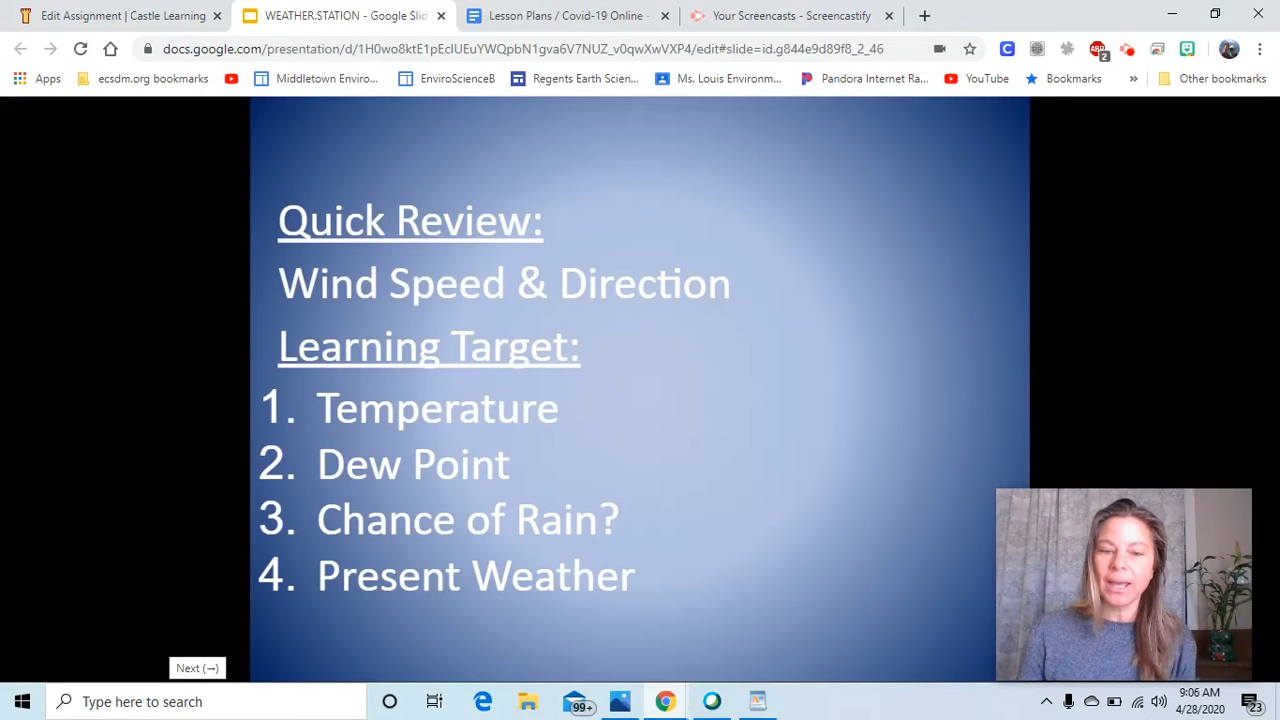 Edit Assignment | Castle Learning
WEATHER.STATION - Google Slid
Lesson Plans / Covid-19 Online -
Your Screencasts - Screencastify
docs.google.com/presentation/d/1H0wo8ktE1pEclUEuYWQpbN1gva6V7NUZ_v0qwXwVXP4/edit#slide=id.g844e9d89f8_2_46
2
Apps
ecsdm.org bookmarks
Middletown Enviro...
EnviroScienceB
Regents Earth Scien...
Ms. Louis Environm...
Pandora Internet Ra...
YouTube
Bookmarks
»
Other bookmarks
Quick Review:
Wind Speed & Direction
Learning Target:
1. Temperature
2. Dew Point
3. Chance of Rain?
4. Present Weather
Next (→)
Type here to search
99+
9:06 AM
4/28/2020
23